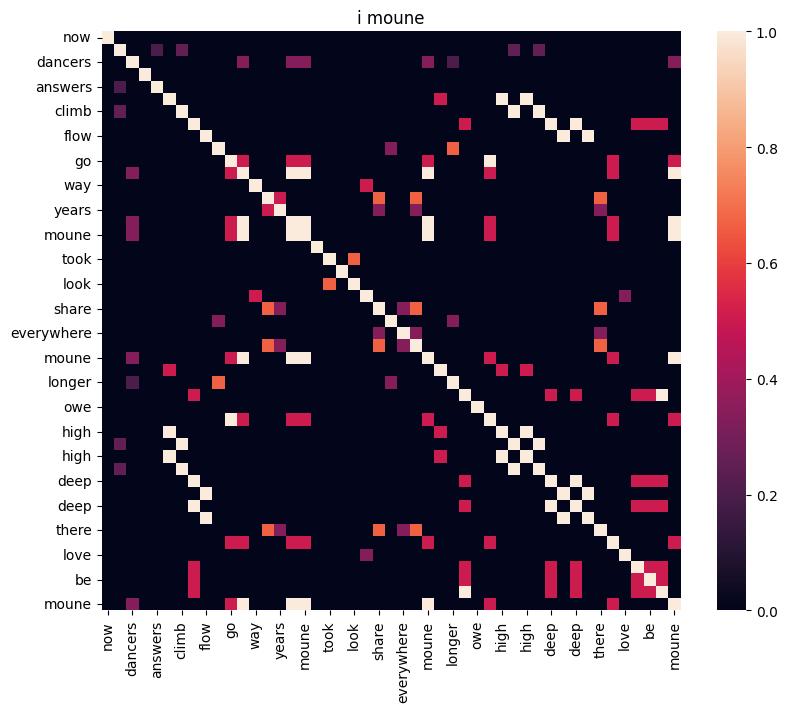 i moune
now
dancers
answers
climb
flow
go
way
years
moune
took
look
share
everywhere
moune
longer
owe
high
high
deep
deep
there
love
be
moune
now
dancers
answers
climb
flow
go
way
years
moune
took
look
share
everywhere
moune
longer
owe
high
high
deep
deep
there
love
be
moune
1.0
0.8
0.6
0.4
0.2
0.0